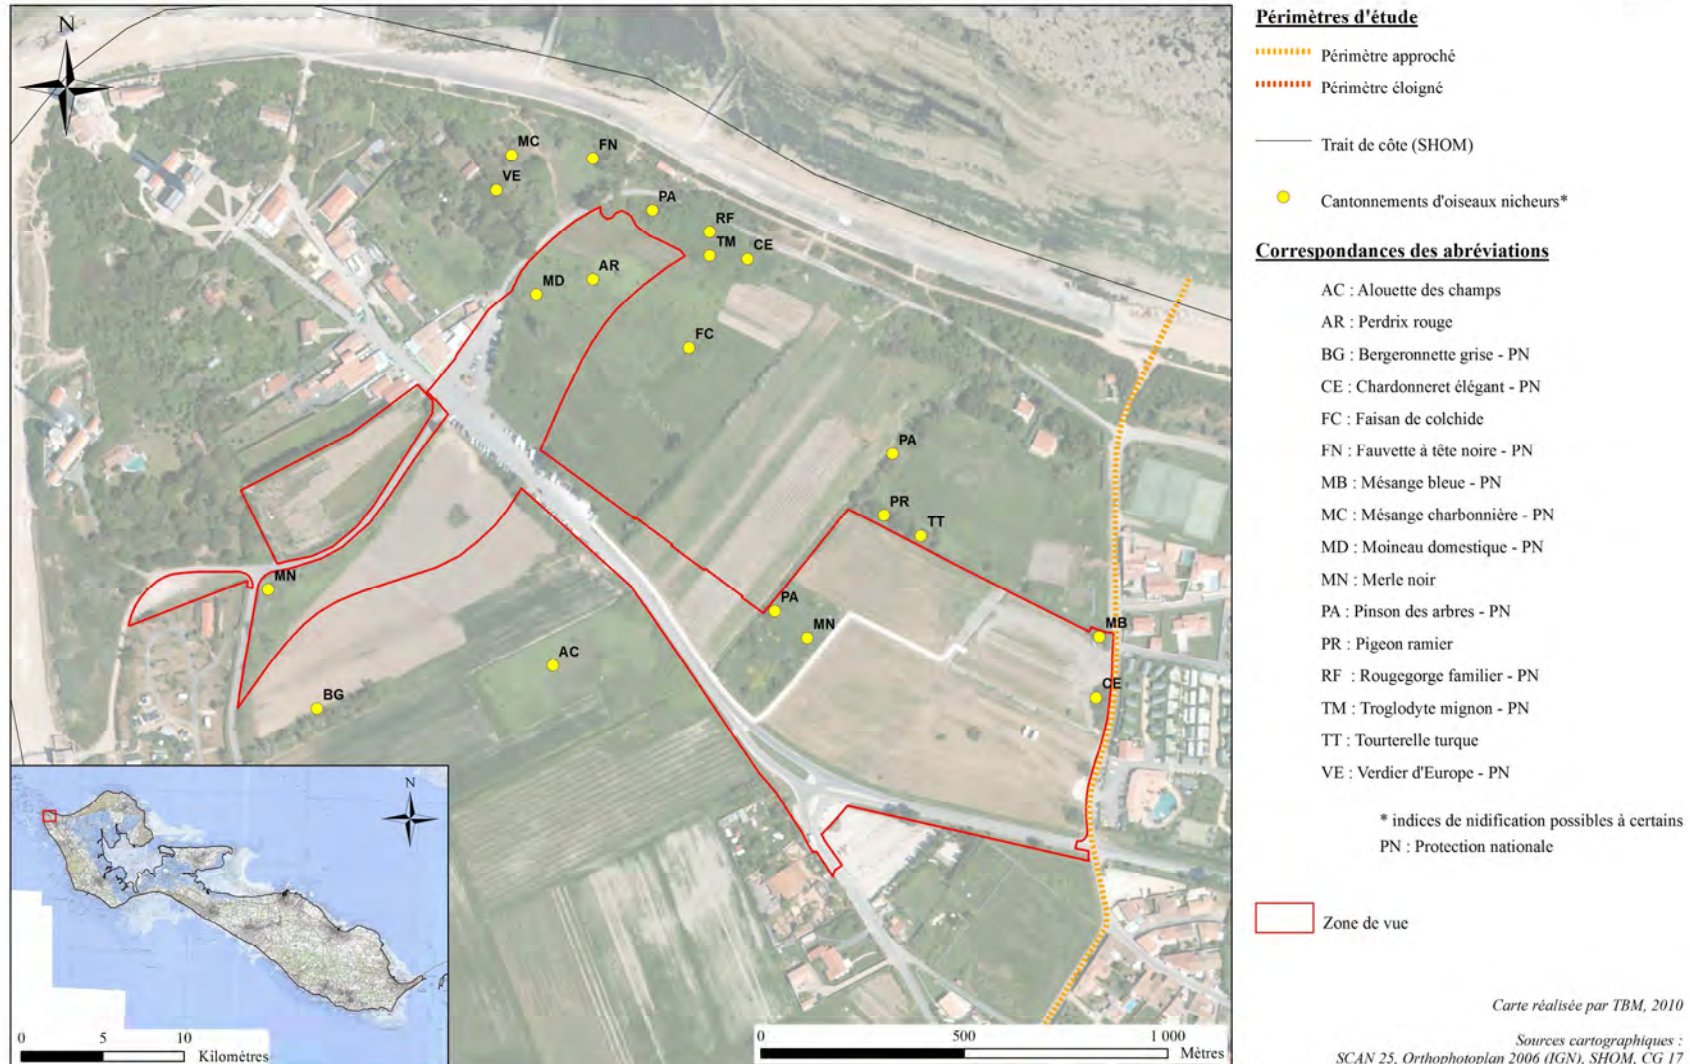 N
MC
FN
VE
PA
RF
TM
CE
AR
MD
FC
PA
PR
TT
MN
PA
MN
MB
AC
CE
BG
N
0 5 10
Kilomètres
0 500 1 000
Mètres
Périmètres d'étude
Périmètre approché
Périmètre éloigné
Trait de côte (SHOM)
Cantonnements d'oiseaux nicheurs*
Correspondances des abréviations
AC : Alouette des champs
AR : Perdrix rouge
BG : Bergeronnette grise - PN
CE : Chardonneret élégant - PN
FC : Faisan de colchide
FN : Fauvette à tête noire - PN
MB : Mésange bleue - PN
MC : Mésange charbonnière - PN
MD : Moineau domestique - PN
MN : Merle noir
PA : Pinson des arbres - PN
PR : Pigeon ramier
RF : Rougegorge familier - PN
TM : Troglodyte mignon - PN
TT : Tourterelle turque
VE : Verdier d'Europe - PN
* indices de nidification possibles à certains
PN : Protection nationale
Zone de vue
Carte réalisée par TBM, 2010
Sources cartographiques :
SCAN 25, Orthophotoplan 2006 (IGN), SHOM, CG 17